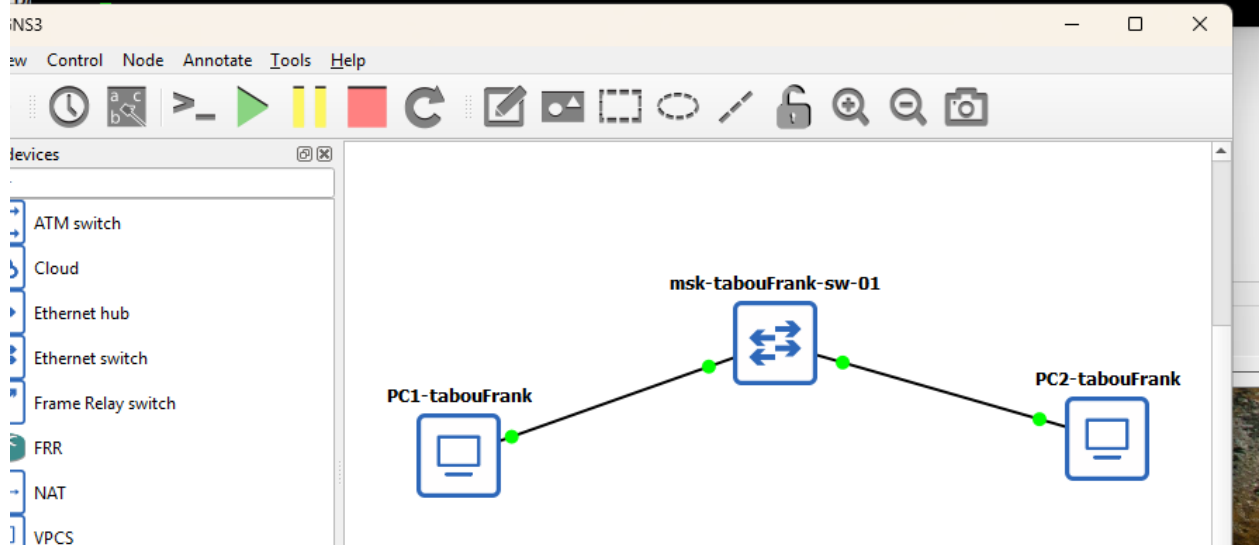 GNS3
ew Control Node Annotate Tools Help
devices
ATM switch
Cloud
Ethernet hub
Ethernet switch
Frame Relay switch
FRR
NAT
VPCS
msk-tabouFrank-sw-01
PC1-tabouFrank
PC2-tabouFrank